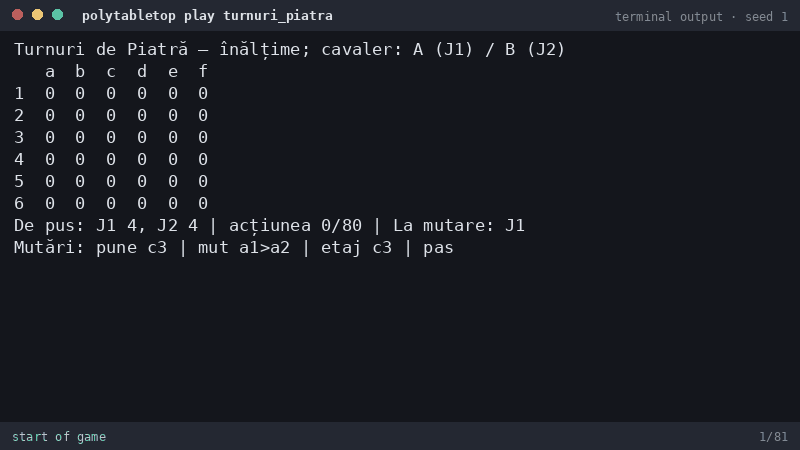 polytabletop play turnuri_piatra
terminal output · seed 1
Turnuri de Piatră — înălțime; cavaler: A (J1) / B (J2)
   a  b  c  d  e  f
1  0  0  0  0  0  0
2  0  0  0  0  0  0
3  0  0  0  0  0  0
4  0  0  0  0  0  0
5  0  0  0  0  0  0
6  0  0  0  0  0  0
De pus: J1 4, J2 4 | acțiunea 0/80 | La mutare: J1
Mutări: pune c3 | mut a1>a2 | etaj c3 | pas
start of game
1/81